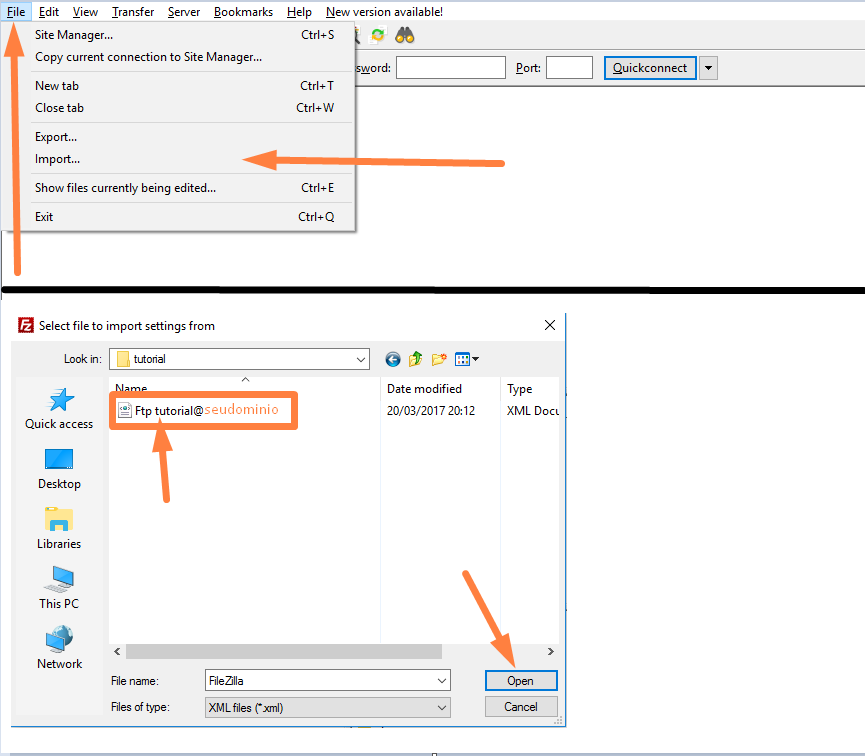 File Edit View Transfer Server Bookmarks Help New version available!
Site Manager... Ctrl+S
Copy current connection to Site Manager...
sword: Port: Quickconnect
New tab Ctrl+T
Close tab Ctrl+W
Export...
Import...
Show files currently being edited... Ctrl+E
Exit Ctrl+Q
Fz Select file to import settings from
Look in: tutorial
Name Date modified Type
Ftp tutorial@seudominio 20/03/2017 20:12 XML Docu
Quick access
Desktop
Libraries
This PC
Network
File name: FileZilla Open
Files of type: XML files (*.xml) Cancel